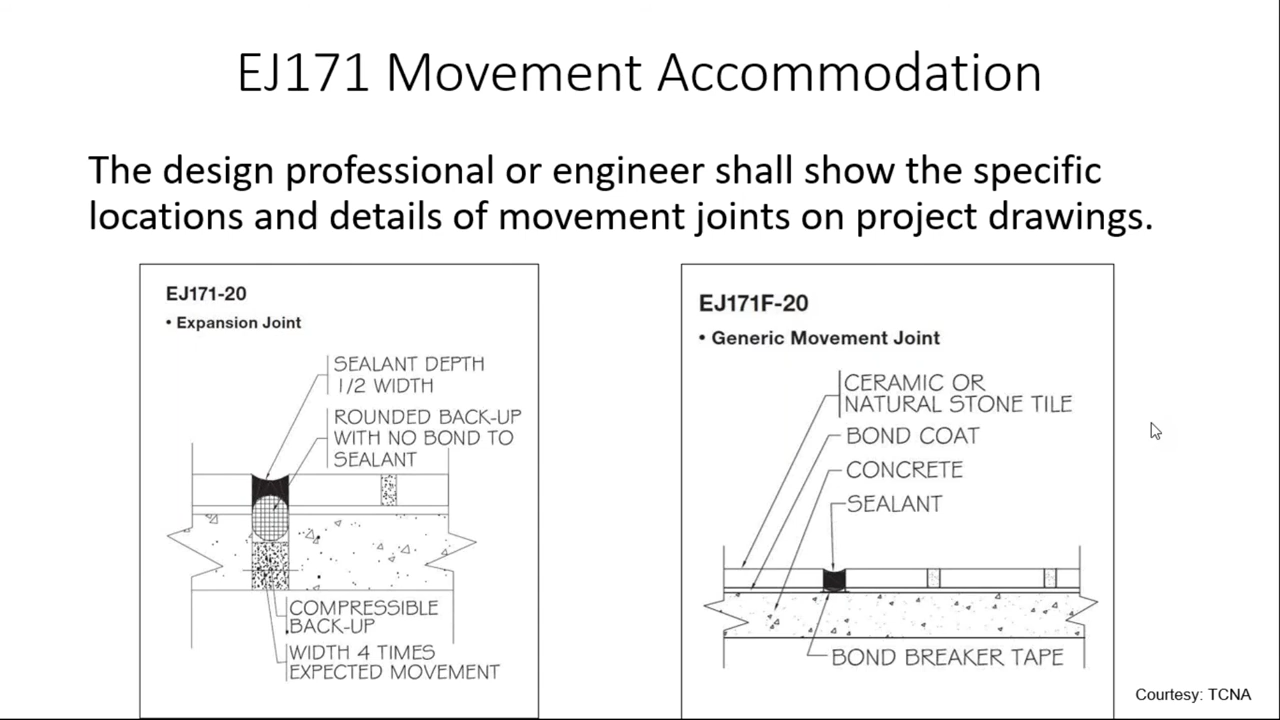 EJ171 Movement Accommodation
The design professional or engineer shall show the specific
locations and details of movement joints on project drawings.
EJ171-20
• Expansion Joint
SEALANT DEPTH
1/2 WIDTH
ROUNDED BACK-UP
WITH NO BOND TO
SEALANT
COMPRESSIBLE
BACK-UP
WIDTH 4 TIMES
EXPECTED MOVEMENT
EJ171F-20
• Generic Movement Joint
CERAMIC OR
NATURAL STONE TILE
BOND COAT
CONCRETE
SEALANT
BOND BREAKER TAPE
Courtesy: TCNA